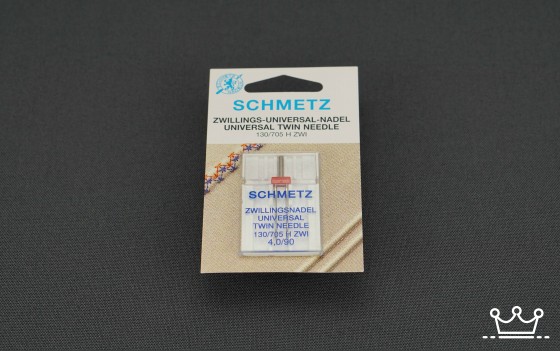 SCHMETZ
ZWILLINGS-UNIVERSAL-NADEL
UNIVERSAL TWIN NEEDLE
130/705 H ZWI
SCHMETZ
ZWILLINGSNADEL
UNIVERSAL
TWIN NEEDLE
130/705 H ZWI
4,0/90